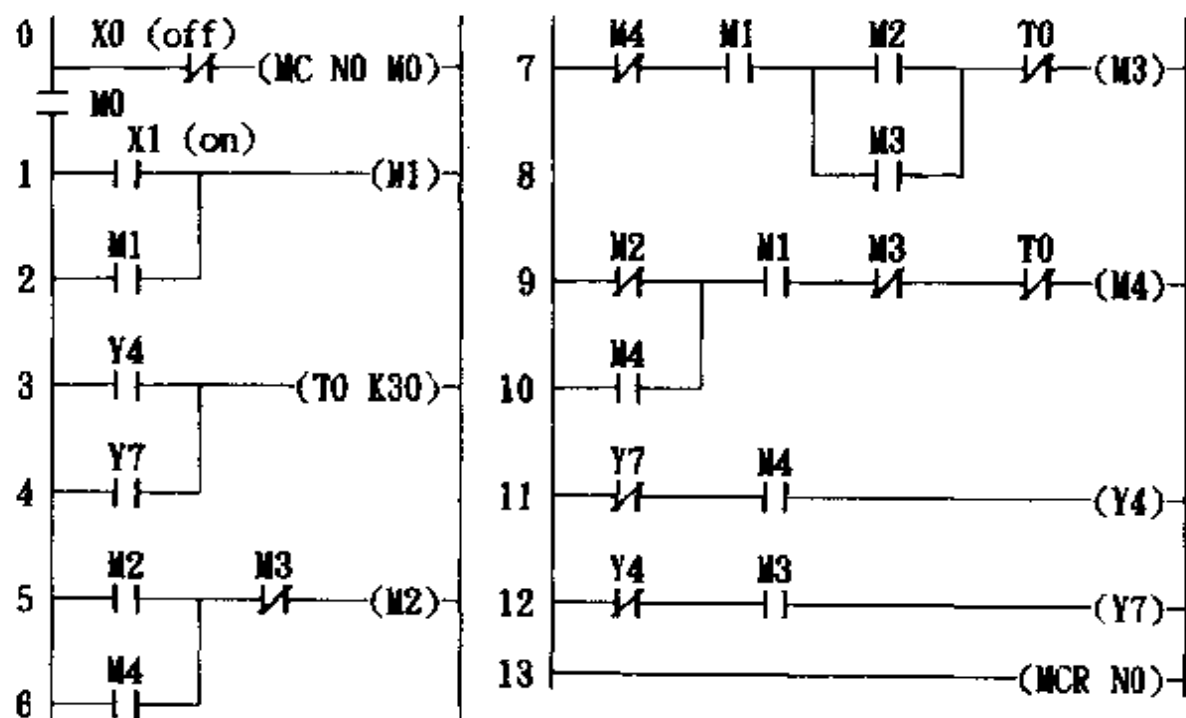 0 X0 (off)
(MC N0 M0)
M0
X1 (on)
1 (M1)
M1
2
Y4
3 (T0 K30)
Y7
4
M2 M3
5 (M2)
M4
6
M4 M1 M2 T0
7 (M3)
M3
8
M2 M1 M3 T0
9 (M4)
M4
10
Y7 M4
11 (Y4)
Y4 M3
12 (Y7)
13 (MCR N0)